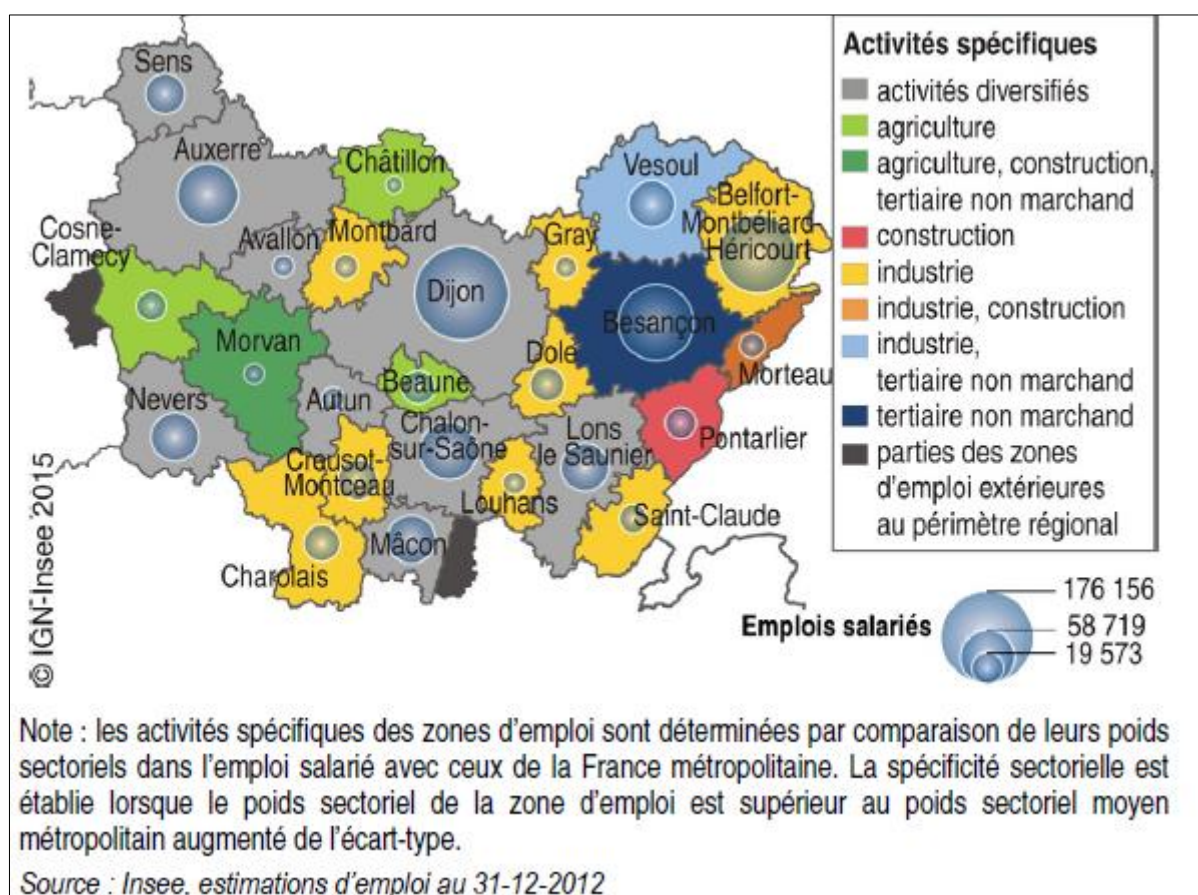 Sens
Auxerre
Châtillon
Vesoul
Belfort-
Montbéliard-
Héricourt
Cosne-
Clamecy
Avallon
Montbard
Gray
Dijon
Besançon
Morvan
Dole
Morteau
Nevers
Autun
Beaune
Chalon-
sur-Saône
Lons
le Saunier
Pontarlier
Creusot-
Montceau
Louhans
Saint-Claude
Mâcon
Charolais
© IGN-Insee 2015
Activités spécifiques
activités diversifiés
agriculture
agriculture, construction,
tertiaire non marchand
construction
industrie
industrie, construction
industrie,
tertiaire non marchand
tertiaire non marchand
parties des zones
d'emploi extérieures
au périmètre régional
Emplois salariés
176 156
58 719
19 573
Note : les activités spécifiques des zones d'emploi sont déterminées par comparaison de leurs poids
sectoriels dans l'emploi salarié avec ceux de la France métropolitaine. La spécificité sectorielle est
établie lorsque le poids sectoriel de la zone d'emploi est supérieur au poids sectoriel moyen
métropolitain augmenté de l'écart-type.
Source : Insee, estimations d'emploi au 31-12-2012